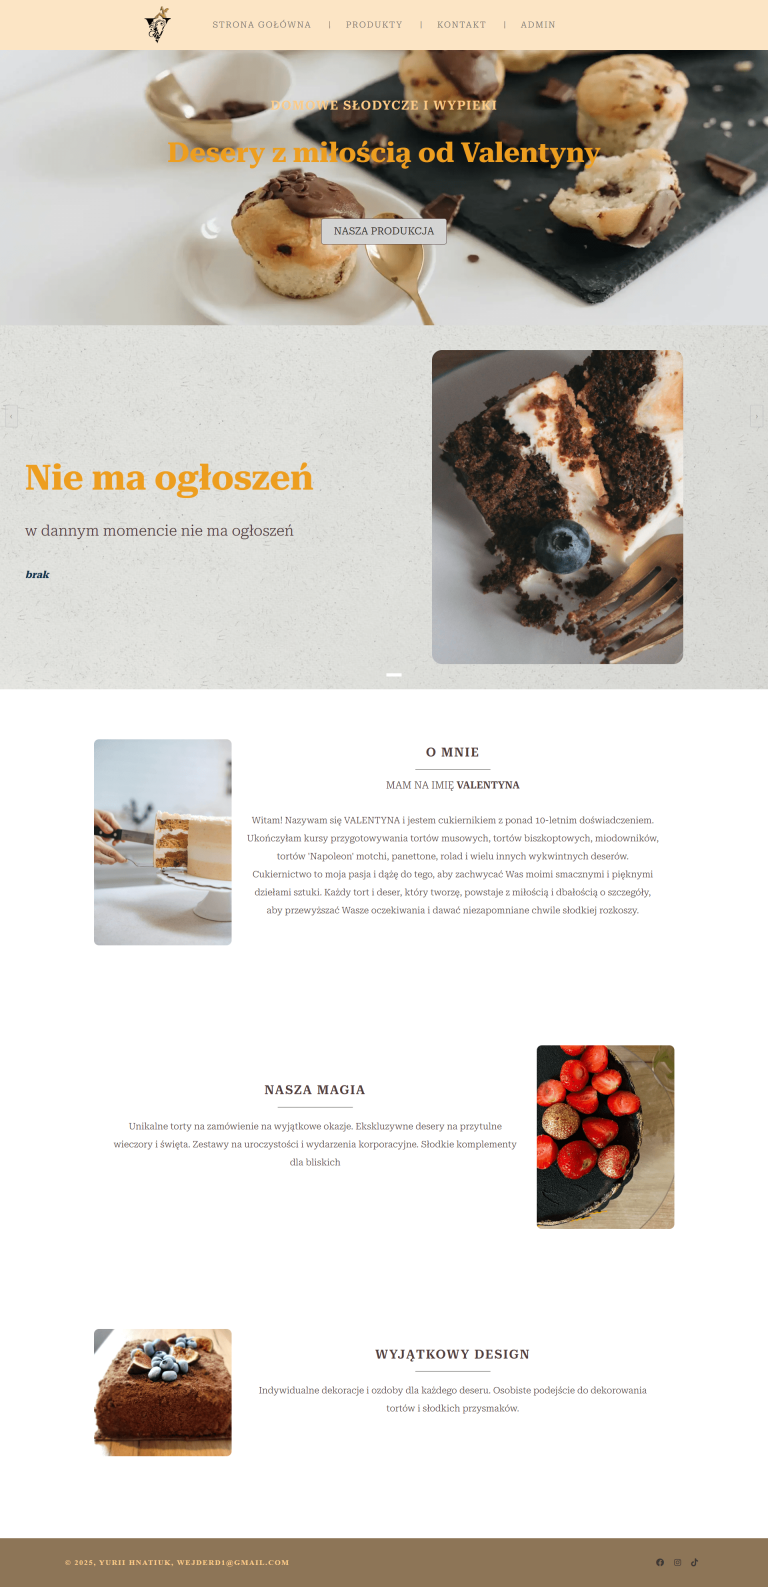 STRONA GOŁÓWNA | PRODUKTY | KONTAKT | ADMIN
DOMOWE SŁODYCZE I WYPIEKI
Desery z miłością od Valentyny
NASZA PRODUKCJA
Nie ma ogłoszeń
w dannym momencie nie ma ogłoszeń
brak
O MNIE
MAM NA IMIĘ VALENTYNA
Witam! Nazywam się VALENTYNA i jestem cukiernikiem z ponad 10-letnim doświadczeniem.
Ukończyłam kursy przygotowywania tortów musowych, tortów biszkoptowych, miodowników,
tortów 'Napoleon' motchi, panettone, rolad i wielu innych wykwintnych deserów.
Cukiernictwo to moja pasja i dążę do tego, aby zachwycać Was moimi smacznymi i pięknymi
dziełami sztuki. Każdy tort i deser, który tworzę, powstaje z miłością i dbałością o szczegóły,
aby przewyższać Wasze oczekiwania i dawać niezapomniane chwile słodkiej rozkoszy.
NASZA MAGIA
Unikalne torty na zamówienie na wyjątkowe okazje. Ekskluzywne desery na przytulne
wieczory i święta. Zestawy na uroczystości i wydarzenia korporacyjne. Słodkie komplementy
dla bliskich
WYJĄTKOWY DESIGN
Indywidualne dekoracje i ozdoby dla każdego deseru. Osobiste podejście do dekorowania
tortów i słodkich przysmaków.
© 2025, YURII HNATIUK, WEJDERD1@GMAIL.COM